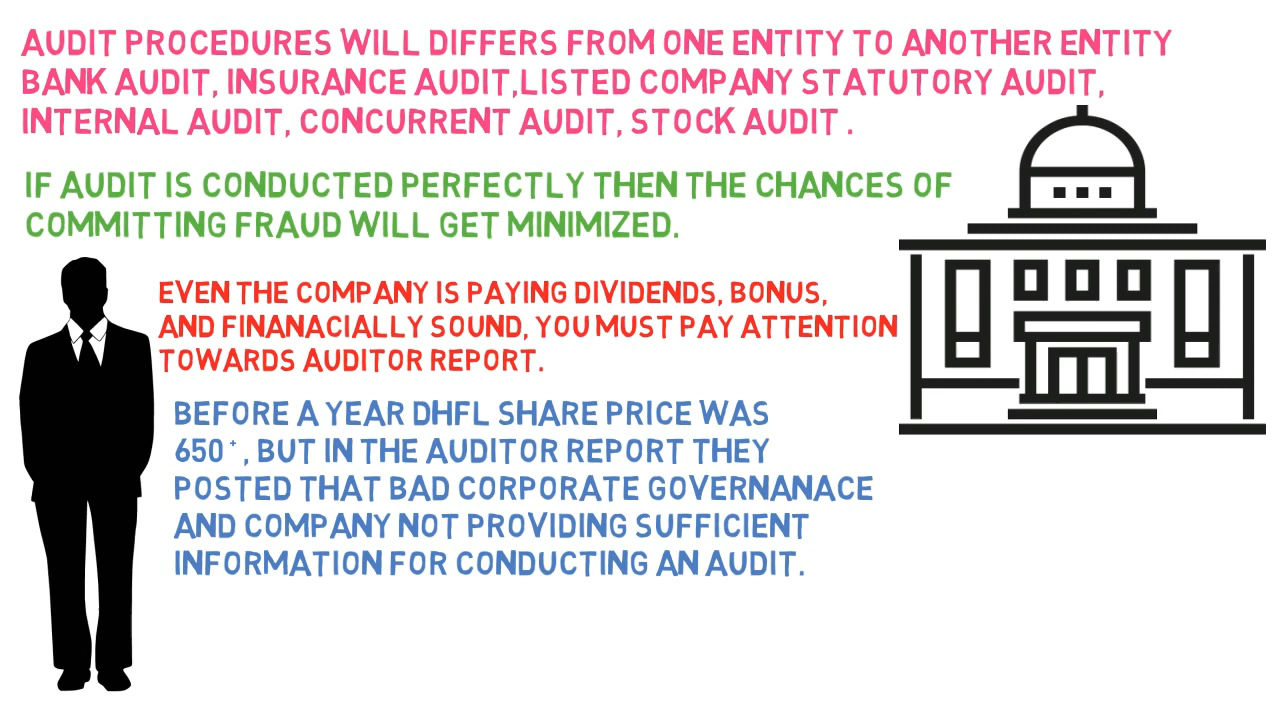 AUDIT PROCEDURES WILL DIFFERS FROM ONE ENTITY TO ANOTHER ENTITY
BANK AUDIT, INSURANCE AUDIT,LISTED COMPANY STATUTORY AUDIT,
INTERNAL AUDIT, CONCURRENT AUDIT, STOCK AUDIT .
IF AUDIT IS CONDUCTED PERFECTLY THEN THE CHANCES OF
COMMITTING FRAUD WILL GET MINIMIZED.
EVEN THE COMPANY IS PAYING DIVIDENDS, BONUS,
AND FINANACIALLY SOUND, YOU MUST PAY ATTENTION
TOWARDS AUDITOR REPORT.
BEFORE A YEAR DHFL SHARE PRICE WAS
650+, BUT IN THE AUDITOR REPORT THEY
POSTED THAT BAD CORPORATE GOVERNANACE
AND COMPANY NOT PROVIDING SUFFICIENT
INFORMATION FOR CONDUCTING AN AUDIT.